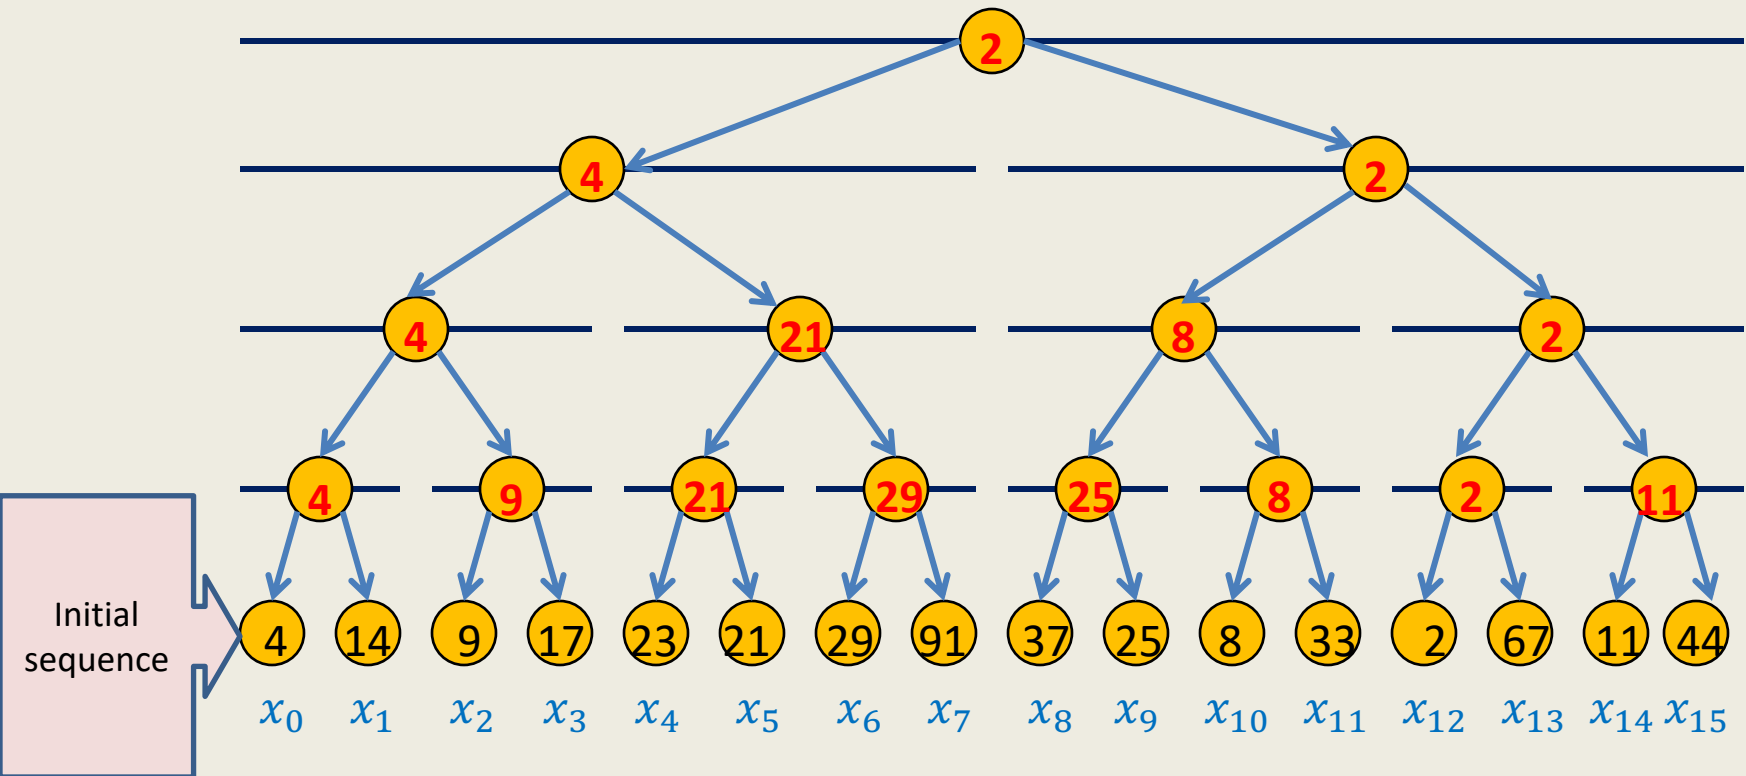 2
4 2
4 21 8 2
4 9 21 29 25 8 2 11
Initial
sequence
4 14 9 17 23 21 29 91 37 25 8 33 2 67 11 44
x₀ x₁ x₂ x₃ x₄ x₅ x₆ x₇ x₈ x₉ x₁₀ x₁₁ x₁₂ x₁₃ x₁₄ x₁₅